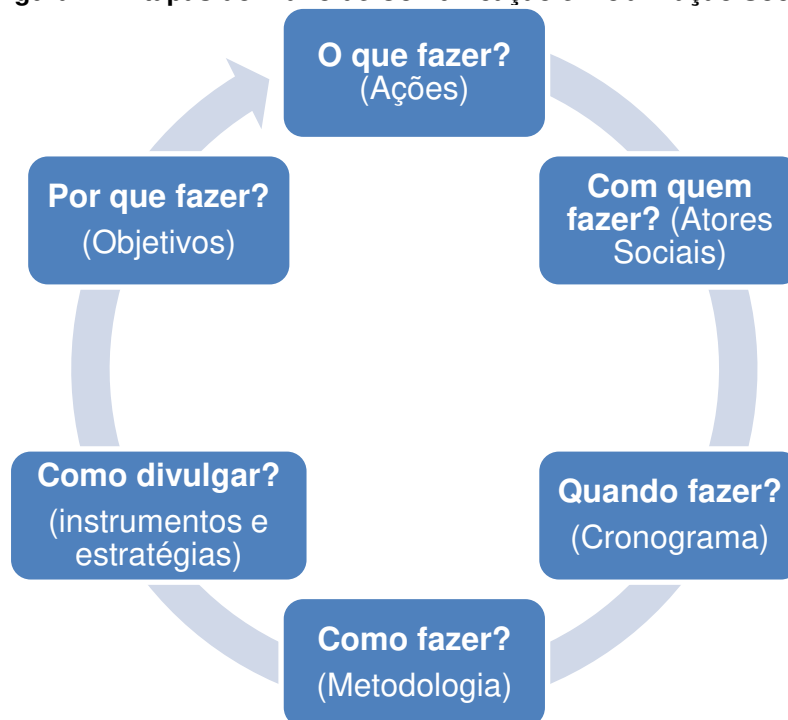 O que fazer?
(Ações)
Com quem
fazer? (Atores
Sociais)
Quando fazer?
(Cronograma)
Como fazer?
(Metodologia)
Como divulgar?
(instrumentos e
estratégias)
Por que fazer?
(Objetivos)